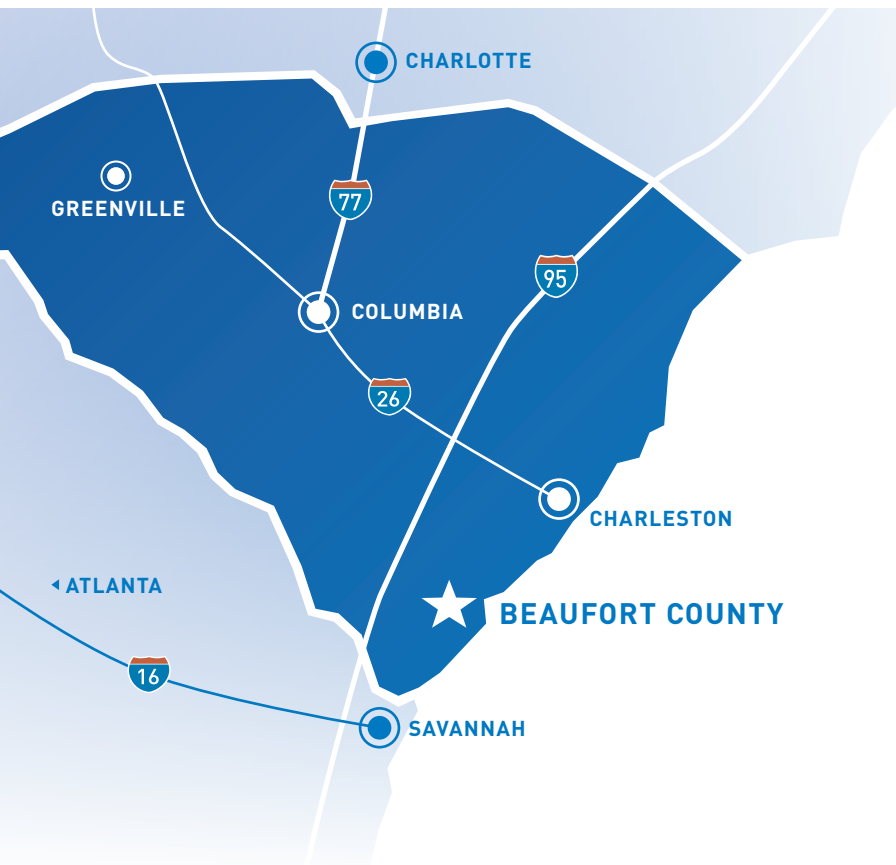 CHARLOTTE
77
GREENVILLE
95
COLUMBIA
26
CHARLESTON
ATLANTA
BEAUFORT COUNTY
16
SAVANNAH